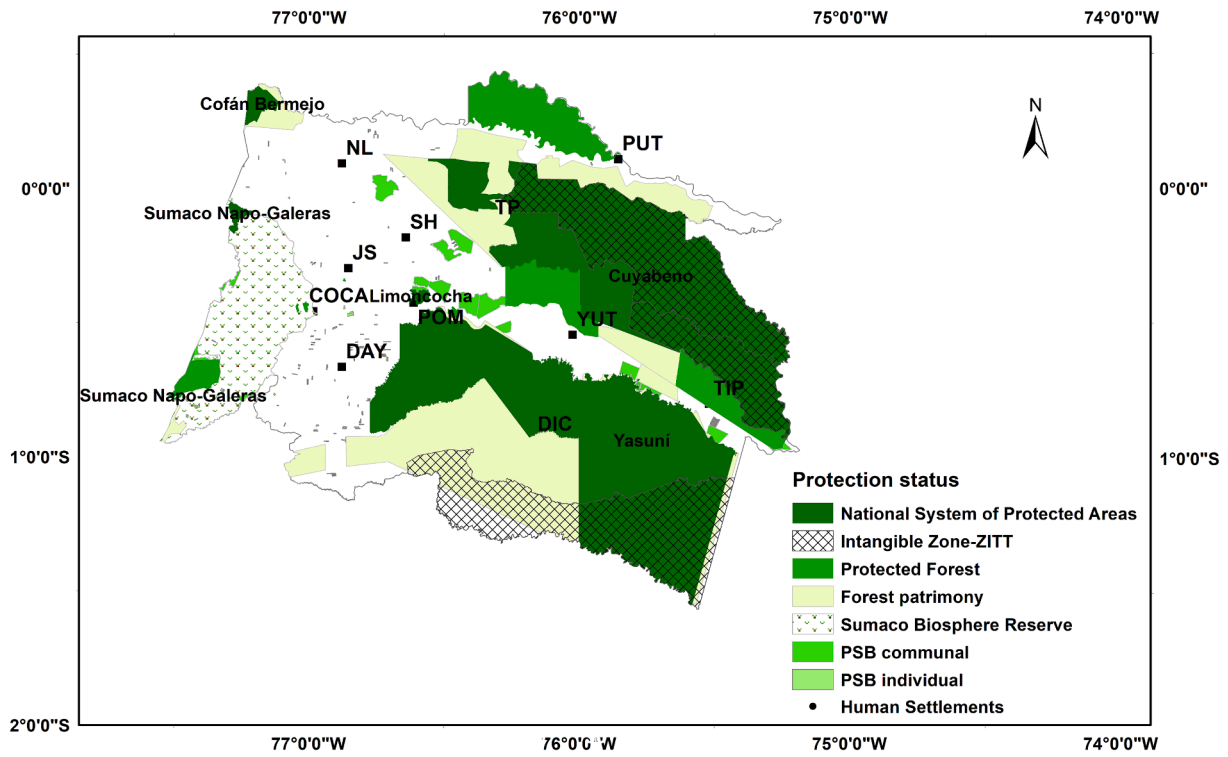 77°0'0"W 76°0'0"W 75°0'0"W 74°0'0"W
N
Cofán Bermejo
PUT
NL
0°0'0" 0°0'0"
TP
Sumaco Napo-Galeras
SH
JS
Cuyabeno
COCA Limoncocha
POM YUT
DAY
TIP
Sumaco Napo-Galeras
DIC
Yasuní
1°0'0"S 1°0'0"S
Protection status
National System of Protected Areas
Intangible Zone-ZITT
Protected Forest
Forest patrimony
Sumaco Biosphere Reserve
PSB communal
PSB individual
Human Settlements
2°0'0"S 2°0'0"S
77°0'0"W 76°0'0"W 75°0'0"W 74°0'0"W